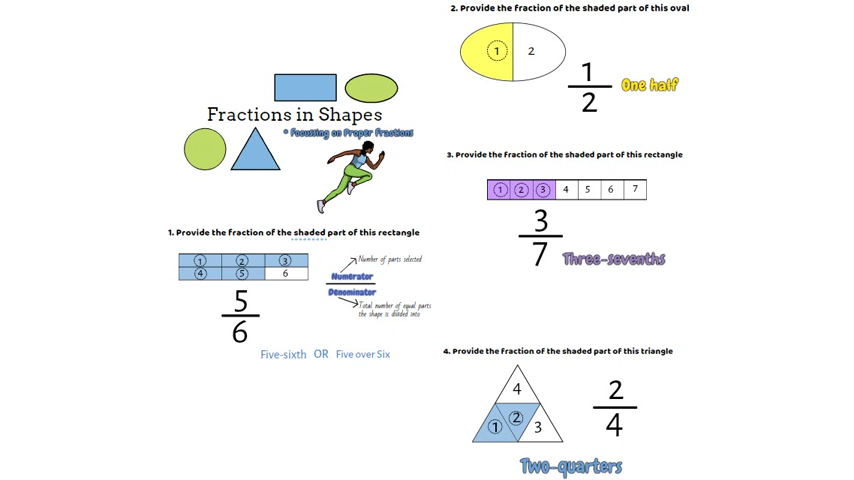 Fractions in Shapes
* Focussing on Proper Fractions
1. Provide the fraction of the shaded part of this rectangle
1 2 3
4 5 6
5
6
Number of parts selected
Numerator
Denominator
Total number of equal parts
the shape is divided into
Five-sixth OR Five over Six
2. Provide the fraction of the shaded part of this oval
1 2
1
2
One half
3. Provide the fraction of the shaded part of this rectangle
1 2 3 4 5 6 7
3
7
Three-sevenths
4. Provide the fraction of the shaded part of this triangle
4
1 2 3
2
4
Two-quarters